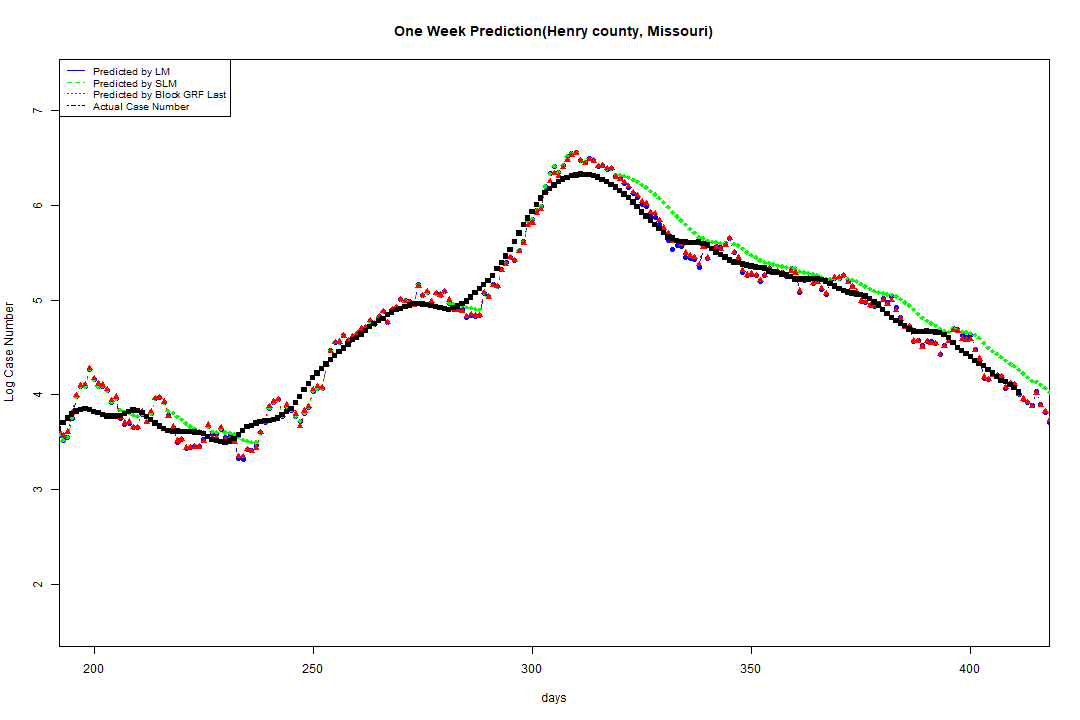 One Week Prediction(Henry county, Missouri)
Predicted by LM
Predicted by SLM
Predicted by Block GRF Last
Actual Case Number
7
6
5
4
3
2
Log Case Number
200 250 300 350 400
days